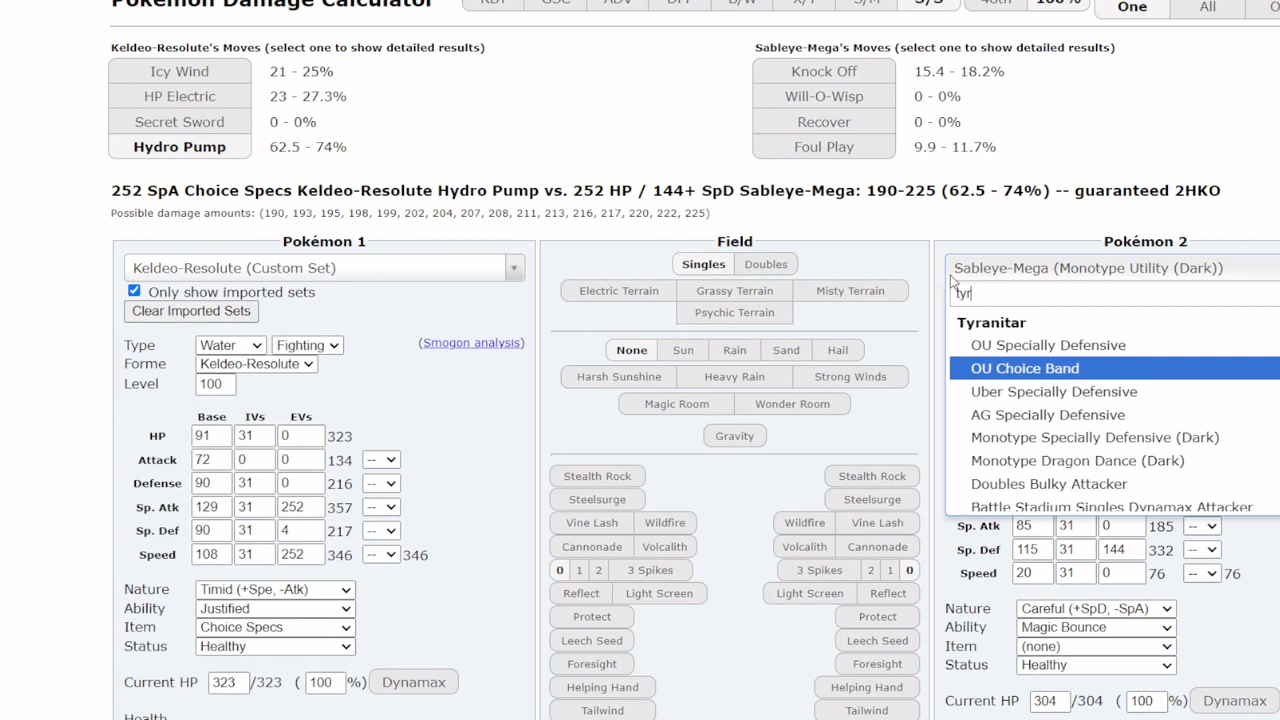 Pokémon Damage Calculator
RBY GSC ADV DPP B/W X/Y S/M S/S 48th 100% One All
Keldeo-Resolute's Moves (select one to show detailed results)
Sableye-Mega's Moves (select one to show detailed results)
Icy Wind 21 - 25%
Knock Off 15.4 - 18.2%
HP Electric 23 - 27.3%
Will-O-Wisp 0 - 0%
Secret Sword 0 - 0%
Recover 0 - 0%
Hydro Pump 62.5 - 74%
Foul Play 9.9 - 11.7%
252 SpA Choice Specs Keldeo-Resolute Hydro Pump vs. 252 HP / 144+ SpD Sableye-Mega: 190-225 (62.5 - 74%) -- guaranteed 2HKO
Possible damage amounts: (190, 193, 195, 198, 199, 202, 204, 207, 208, 211, 213, 216, 217, 220, 222, 225)
Pokémon 1
Keldeo-Resolute (Custom Set)
Only show imported sets
Clear Imported Sets
Type Water Fighting (Smogon analysis)
Forme Keldeo-Resolute
Level 100
Base IVs EVs
HP 91 31 0 323
Attack 72 0 0 134 --
Defense 90 31 0 216 --
Sp. Atk 129 31 252 357 --
Sp. Def 90 31 4 217 --
Speed 108 31 252 346 -- 346
Nature Timid (+Spe, -Atk)
Ability Justified
Item Choice Specs
Status Healthy
Current HP 323 /323 ( 100 %) Dynamax
Health
Field
Singles Doubles
Electric Terrain Grassy Terrain Misty Terrain
Psychic Terrain
None Sun Rain Sand Hail
Harsh Sunshine Heavy Rain Strong Winds
Magic Room Wonder Room
Gravity
Stealth Rock Stealth Rock
Steelsurge Steelsurge
Vine Lash Wildfire Wildfire Vine Lash
Cannonade Volcalith Volcalith Cannonade
0 1 2 3 Spikes 3 Spikes 2 1 0
Reflect Light Screen Light Screen Reflect
Protect Protect
Leech Seed Leech Seed
Foresight Foresight
Helping Hand Helping Hand
Tailwind Tailwind
Pokémon 2
Sableye-Mega (Monotype Utility (Dark))
tyr
Tyranitar
OU Specially Defensive
OU Choice Band
Uber Specially Defensive
AG Specially Defensive
Monotype Specially Defensive (Dark)
Monotype Dragon Dance (Dark)
Doubles Bulky Attacker
Battle Stadium Singles Dynamax Attacker
Sp. Atk 85 31 0 185 --
Sp. Def 115 31 144 332 --
Speed 20 31 0 76 -- 76
Nature Careful (+SpD, -SpA)
Ability Magic Bounce
Item (none)
Status Healthy
Current HP 304 /304 ( 100 %) Dynamax